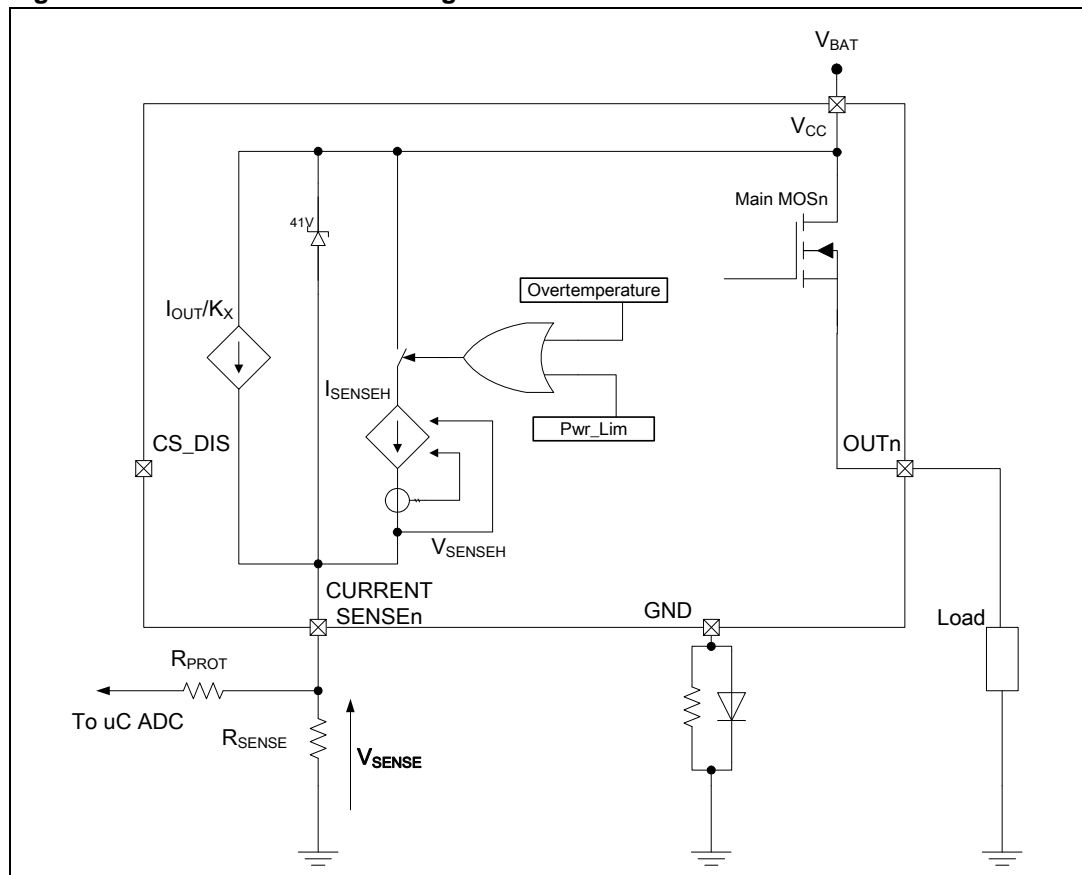 V_BAT
V_CC
Main MOSn
41V
Overtemperature
I_OUT/K_X
I_SENSEH
Pwr_Lim
CS_DIS
OUTn
V_SENSEH
CURRENT
SENSEn
GND
Load
R_PROT
To uC ADC
R_SENSE
V_SENSE